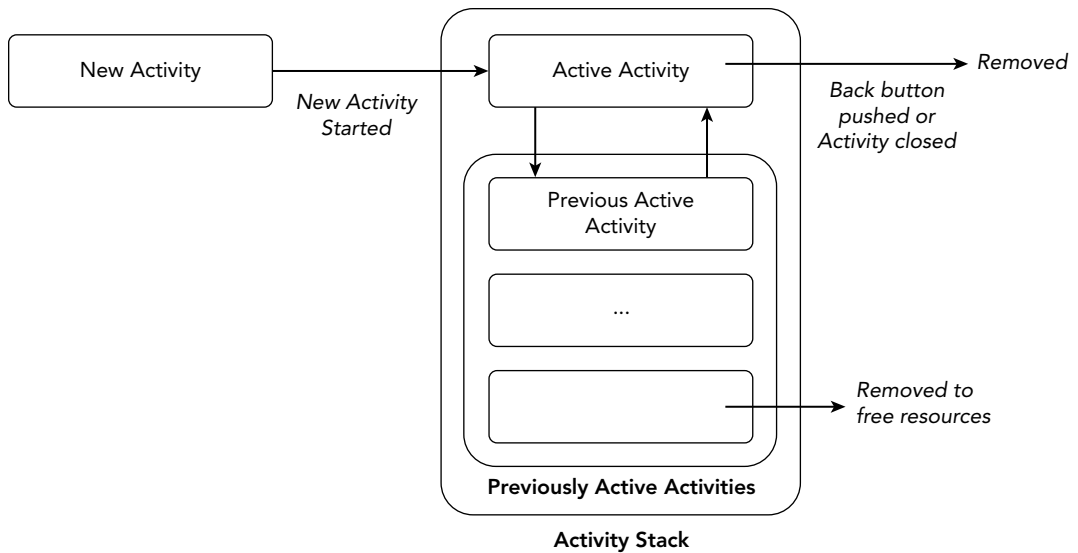 New Activity
New Activity
Started
Active Activity
Removed
Back button
pushed or
Activity closed
Previous Active
Activity
...
Removed to
free resources
Previously Active Activities
Activity Stack